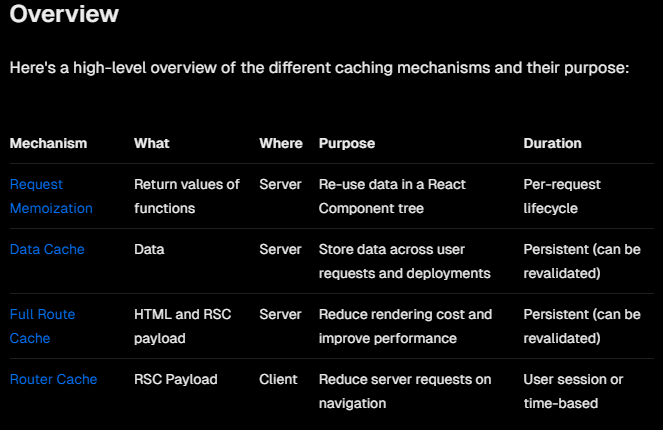 Overview
Here's a high-level overview of the different caching mechanisms and their purpose:
Mechanism What Where Purpose Duration
Request Return values of Server Re-use data in a React Per-request
Memoization functions Component tree lifecycle
Data Cache Data Server Store data across user Persistent (can be
requests and deployments revalidated)
Full Route HTML and RSC Server Reduce rendering cost and Persistent (can be
Cache payload improve performance revalidated)
Router Cache RSC Payload Client Reduce server requests on User session or
navigation time-based